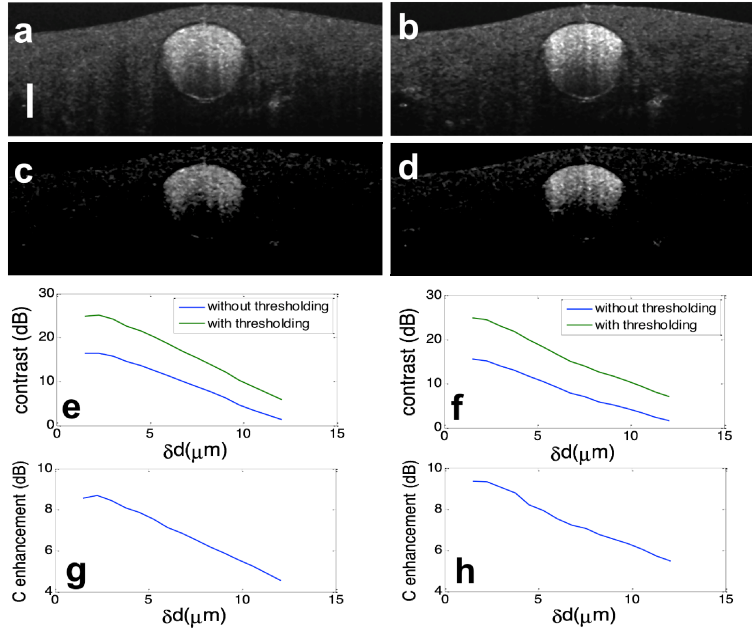 a
b
c
d
30
20
10
0
contrast (dB)
without thresholding
with thresholding
e
0
5
10
15
δd(μm)
30
20
10
0
contrast (dB)
without thresholding
with thresholding
f
0
5
10
15
δd(μm)
10
8
6
4
C enhancement (dB)
g
0
5
10
15
δd(μm)
10
8
6
4
C enhancement (dB)
h
0
5
10
15
δd(μm)